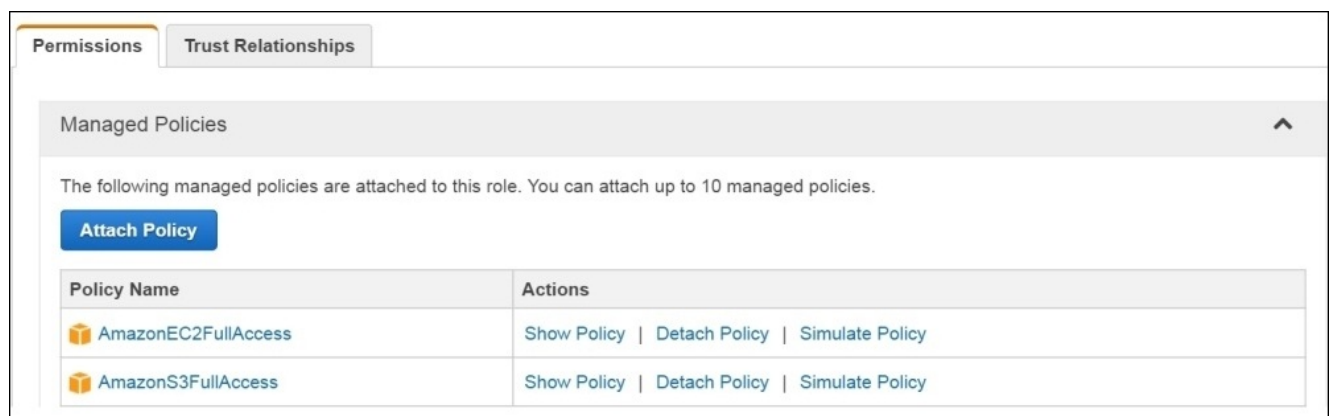 Permissions Trust Relationships
Managed Policies
The following managed policies are attached to this role. You can attach up to 10 managed policies.
Attach Policy
Policy Name Actions
AmazonEC2FullAccess Show Policy | Detach Policy | Simulate Policy
AmazonS3FullAccess Show Policy | Detach Policy | Simulate Policy